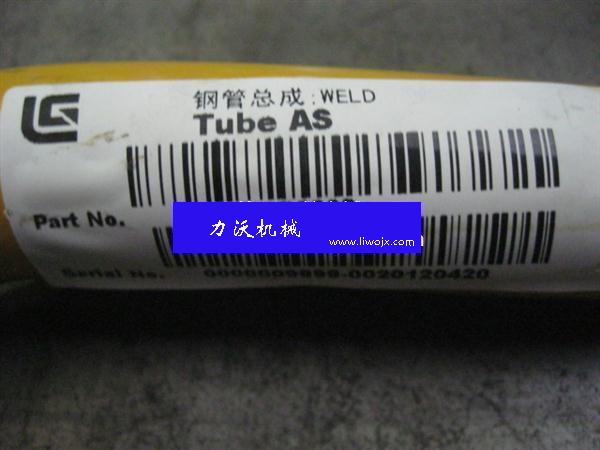 钢管总成:WELD
Tube AS
Part No.
力沃机械
www.liwojx.com
Serial No. 0000009899-0020120420